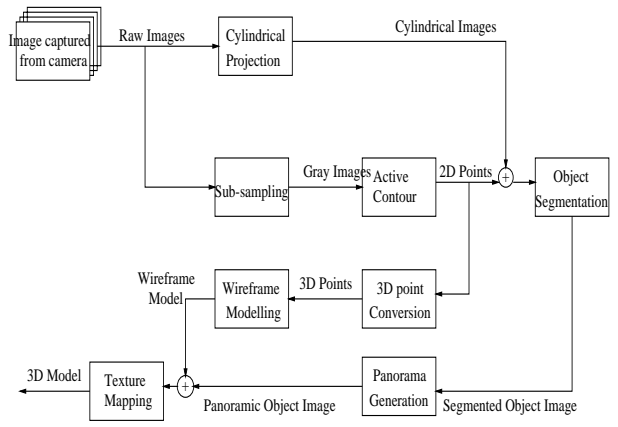 Image captured
from camera
Raw Images
Cylindrical
Projection
Cylindrical Images
Sub-sampling
Gray Images
Active
Contour
2D Points
+
Object
Segmentation
Wireframe
Model
Wireframe
Modelling
3D Points
3D point
Conversion
3D Model
Texture
Mapping
+
Panoramic Object Image
Panorama
Generation
Segmented Object Image